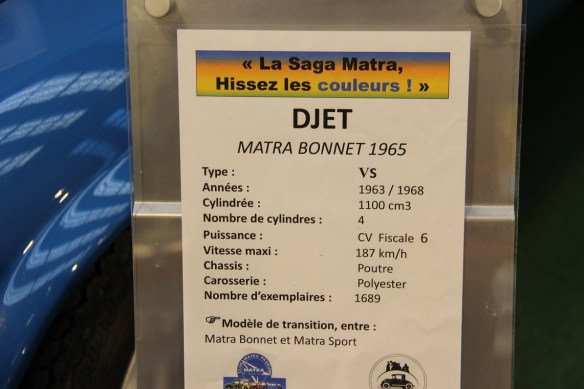 « La Saga Matra,
Hissez les couleurs ! »
DJET
MATRA BONNET 1965
Type : VS
Années : 1963 / 1968
Cylindrée : 1100 cm3
Nombre de cylindres : 4
Puissance : CV Fiscale 6
Vitesse maxi : 187 km/h
Chassis : Poutre
Carosserie : Polyester
Nombre d'exemplaires : 1689
☞ Modèle de transition, entre :
Matra Bonnet et Matra Sport
MATRA